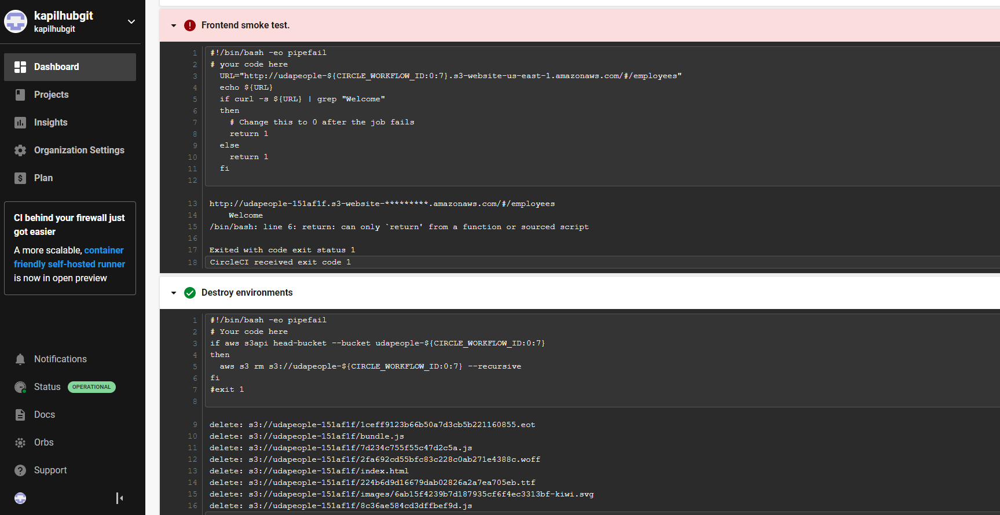 kapilhubgit
kapilhubgit
Dashboard
Projects
Insights
Organization Settings
Plan
CI behind your firewall just
got easier
A more scalable, container
friendly self-hosted runner
is now in open preview
Notifications
Status OPERATIONAL
Docs
Orbs
Support
Frontend smoke test.
1 #!/bin/bash -eo pipefail
2 # your code here
3 URL="http://udapeople-${CIRCLE_WORKFLOW_ID:0:7}.s3-website-us-east-1.amazonaws.com/#/employees"
4 echo ${URL}
5 if curl -s ${URL} | grep "Welcome"
6 then
7 # Change this to 0 after the job fails
8 return 1
9 else
10 return 1
11 fi
12
13 http://udapeople-151af1f.s3-website-*********.amazonaws.com/#/employees
14 Welcome
15 /bin/bash: line 6: return: can only `return' from a function or sourced script
16
17 Exited with code exit status 1
18 CircleCI received exit code 1
Destroy environments
1 #!/bin/bash -eo pipefail
2 # Your code here
3 if aws s3api head-bucket --bucket udapeople-${CIRCLE_WORKFLOW_ID:0:7}
4 then
5 aws s3 rm s3://udapeople-${CIRCLE_WORKFLOW_ID:0:7} --recursive
6 fi
7 #exit 1
8
9 delete: s3://udapeople-151af1f/1ceff9123b66b50a7d3cb5b221160855.eot
10 delete: s3://udapeople-151af1f/bundle.js
11 delete: s3://udapeople-151af1f/7d234c755f55c47d2c5a.js
12 delete: s3://udapeople-151af1f/2fa692cd55bfc83c228c0ab271e4388c.woff
13 delete: s3://udapeople-151af1f/index.html
14 delete: s3://udapeople-151af1f/224b6d9d16679dab02826a2a7ea705eb.ttf
15 delete: s3://udapeople-151af1f/images/6ab15f4239b7d187935cf6f4ec3313bf-kiwi.svg
16 delete: s3://udapeople-151af1f/8c36ae584cd3dffbef9d.js